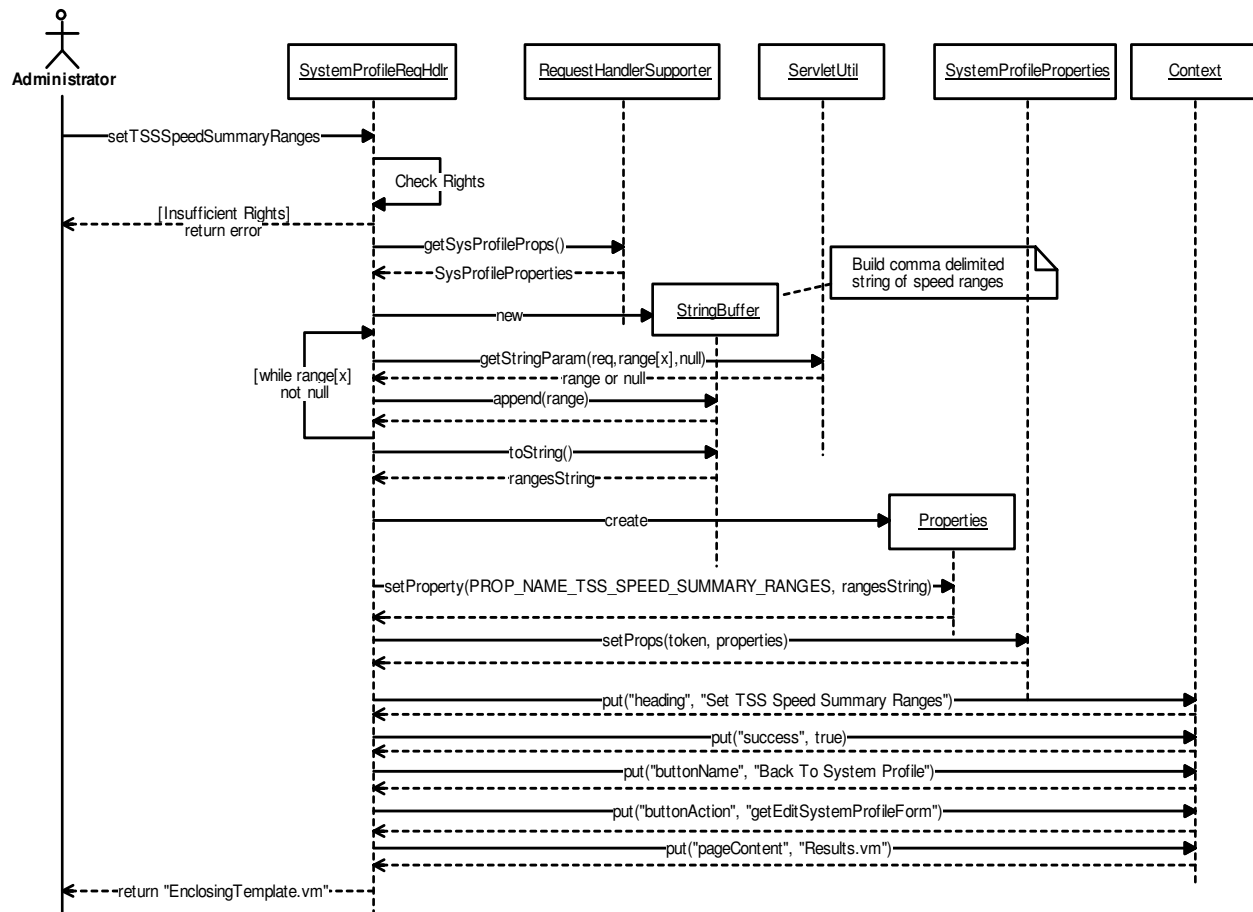 Administrator
SystemProfileReqHdlr
RequestHandlerSupporter
ServletUtil
SystemProfileProperties
Context
setTSSSpeedSummaryRanges
Check Rights
[Insufficient Rights]
return error
getSysProfileProps()
SysProfileProperties
Build comma delimited
string of speed ranges
new
StringBuffer
[while range[x]
not null
getStringParam(req,range[x],null)
range or null
append(range)
toString()
rangesString
create
Properties
setProperty(PROP_NAME_TSS_SPEED_SUMMARY_RANGES, rangesString)
setProps(token, properties)
put("heading", "Set TSS Speed Summary Ranges")
put("success", true)
put("buttonName", "Back To System Profile")
put("buttonAction", "getEditSystemProfileForm")
put("pageContent", "Results.vm")
return "EnclosingTemplate.vm"